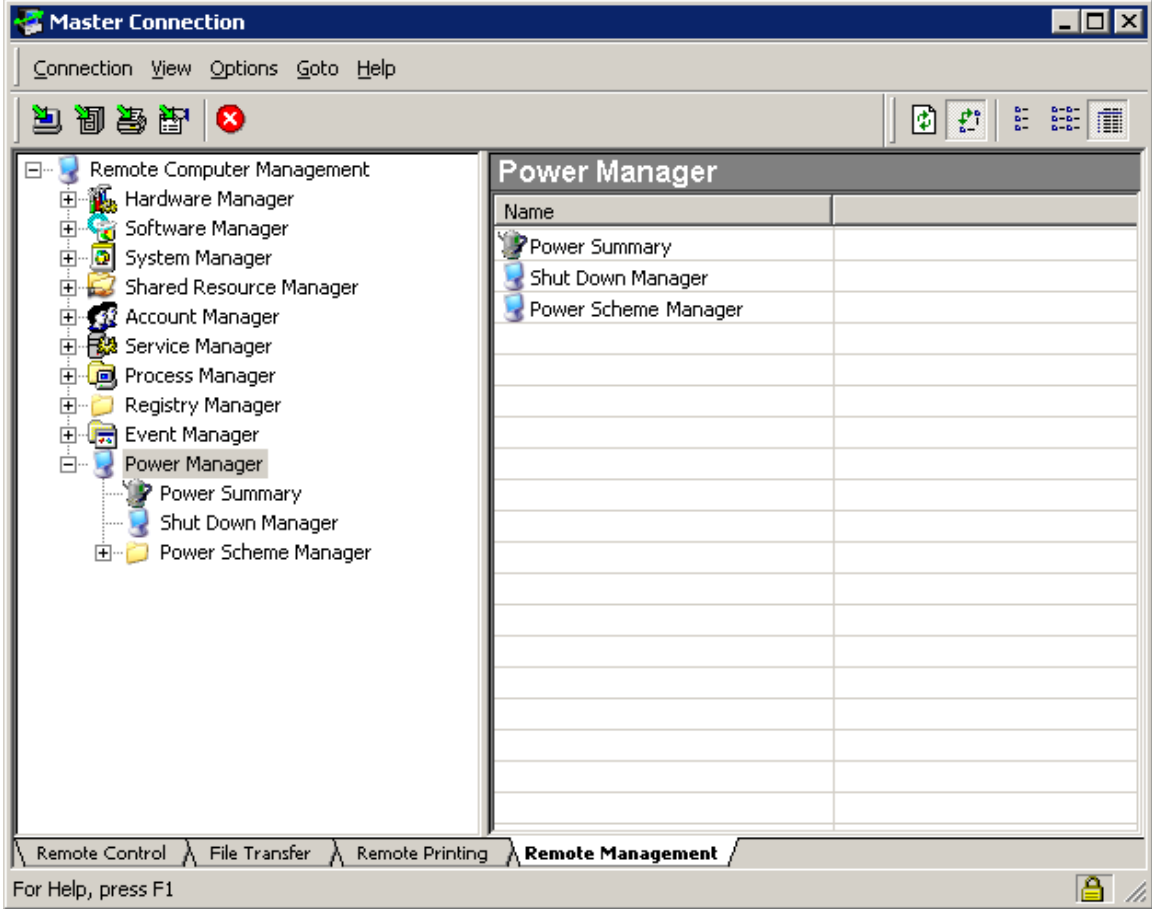 Master Connection
Connection View Options Goto Help
Remote Computer Management
Hardware Manager
Software Manager
System Manager
Shared Resource Manager
Account Manager
Service Manager
Process Manager
Registry Manager
Event Manager
Power Manager
Power Summary
Shut Down Manager
Power Scheme Manager
Power Manager
Name
Power Summary
Shut Down Manager
Power Scheme Manager
Remote Control File Transfer Remote Printing Remote Management
For Help, press F1